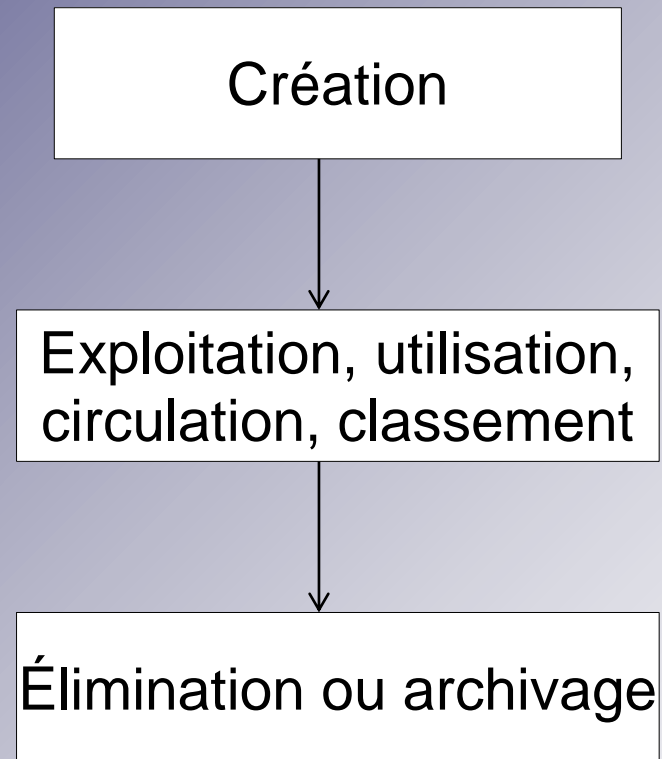 Création
Exploitation, utilisation,
circulation, classement
Élimination ou archivage